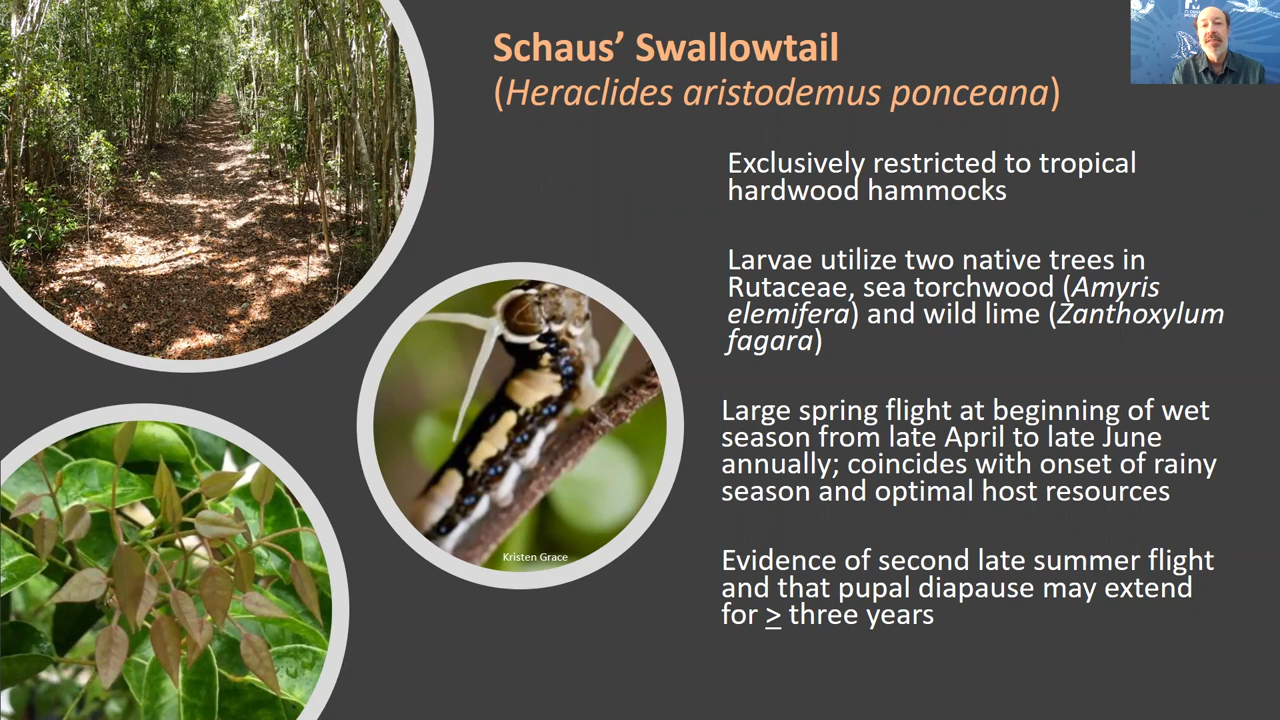 Schaus’ Swallowtail
(Heraclides aristodemus ponceana)
Exclusively restricted to tropical
hardwood hammocks
Larvae utilize two native trees in
Rutaceae, sea torchwood (Amyris
elemifera) and wild lime (Zanthoxylum
fagara)
Large spring flight at beginning of wet
season from late April to late June
annually; coincides with onset of rainy
season and optimal host resources
Evidence of second late summer flight
and that pupal diapause may extend
for ≥ three years
Kristen Grace